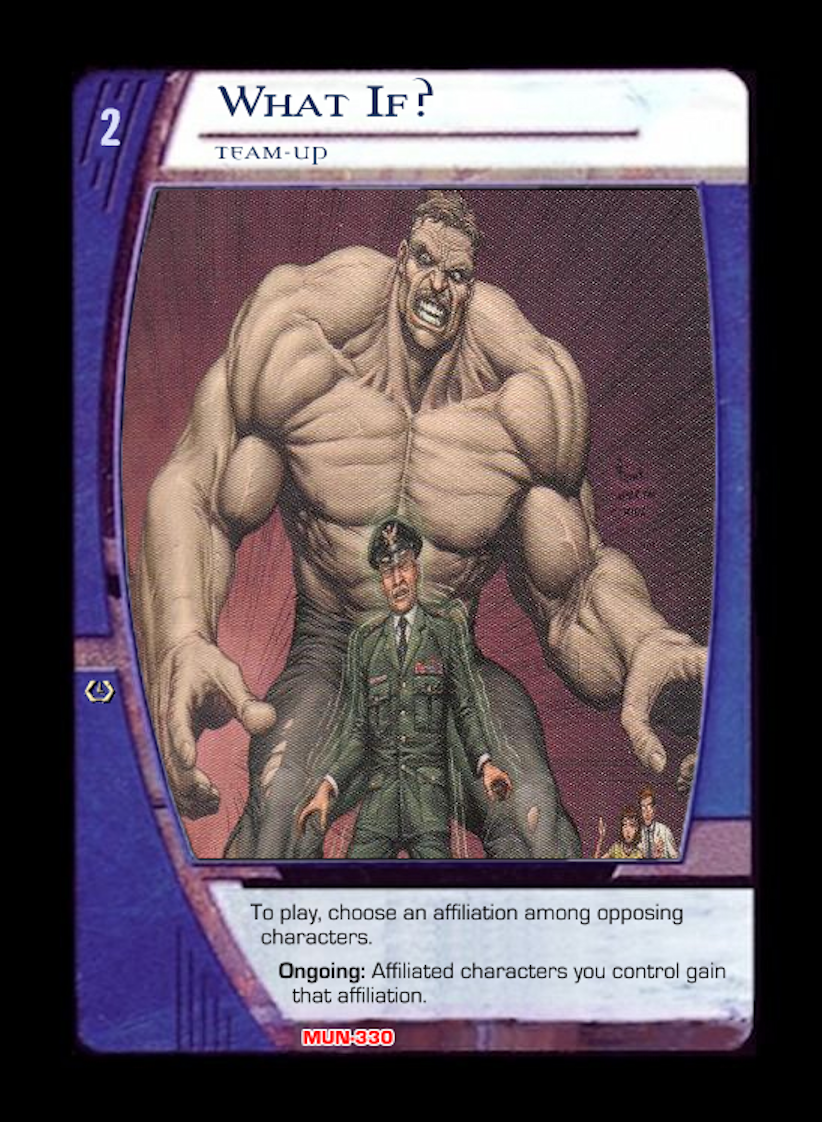 2
What If?
Team-Up
To play, choose an affiliation among opposing
characters.
Ongoing: Affiliated characters you control gain
that affiliation.
MUN-330